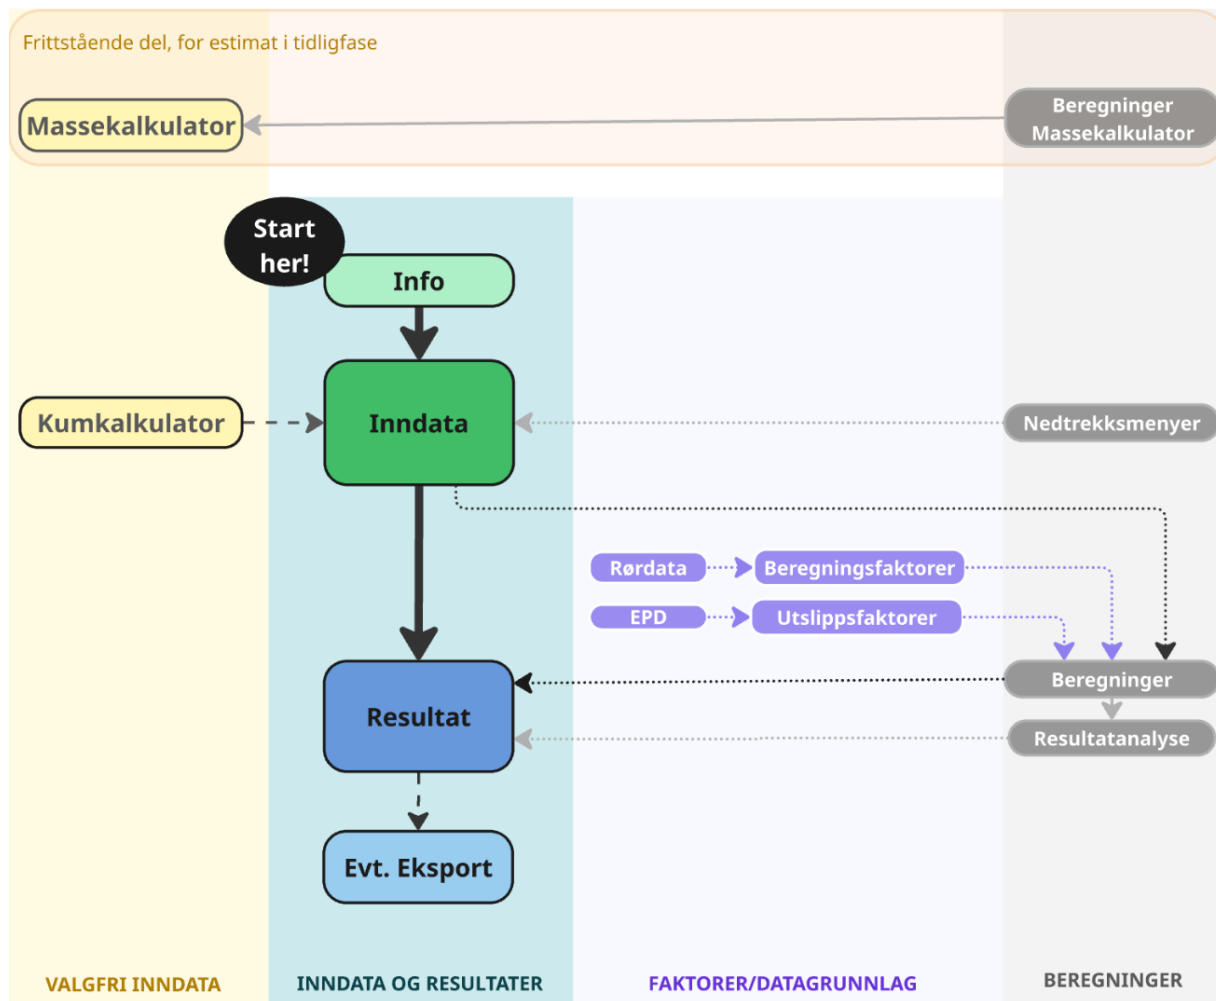 Frittstående del, for estimat i tidligfase
Massekalkulator
Beregninger
Massekalkulator
Start
her!
Info
Kumkalkulator
Inndata
Nedtrekksmenyer
Rørdata
Beregningsfaktorer
EPD
Utslippsfaktorer
Beregninger
Resultat
Resultatanalyse
Evt. Eksport
VALGFRI INNDATA
INNDATA OG RESULTATER
FAKTORER/DATAGRUNNLAG
BEREGNINGER